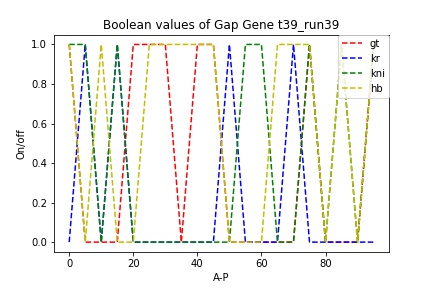 Boolean values of Gap Gene t39_run39
gt
kr
kni
hb
1.0
0.8
0.6
0.4
0.2
0.0
On/off
0 20 40 60 80
A-P